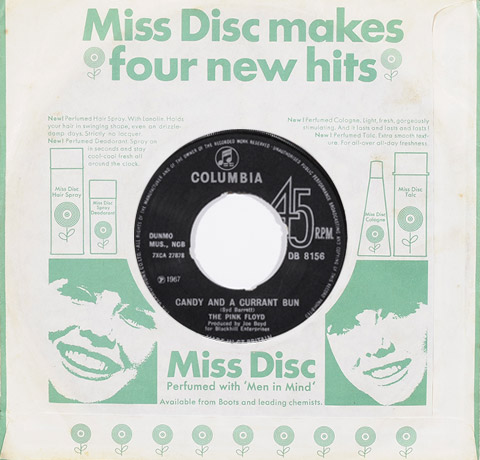 Miss Disc makes
four new hits
New! Perfumed Hair Spray. With Lanolin. Holds
your hair in swinging shape, even on drizzle-
damp days. Strictly no lacquer.
New! Perfumed Deodorant Spray on
in seconds and stay
cool-cool fresh all
around the clock.
New! Perfumed Cologne. Light, fresh, gorgeously
stimulating. And it lasts and lasts and lasts!
New! Perfumed Talc. Extra smooth text-
ure. For all-over all-day freshness.
Miss Disc
Hair Spray
Miss Disc
Spray
Deodorant
Miss Disc
Cologne
Miss Disc
Talc
COLUMBIA
45
R.P.M.
DUNMO
MUS., NCB
7XCA 27878
DB 8156
℗ 1967
CANDY AND A CURRANT BUN
(Syd Barrett)
THE PINK FLOYD
Produced by Joe Boyd
for Blackhill Enterprises
Miss Disc
Perfumed with 'Men in Mind'
Available from Boots and leading chemists.